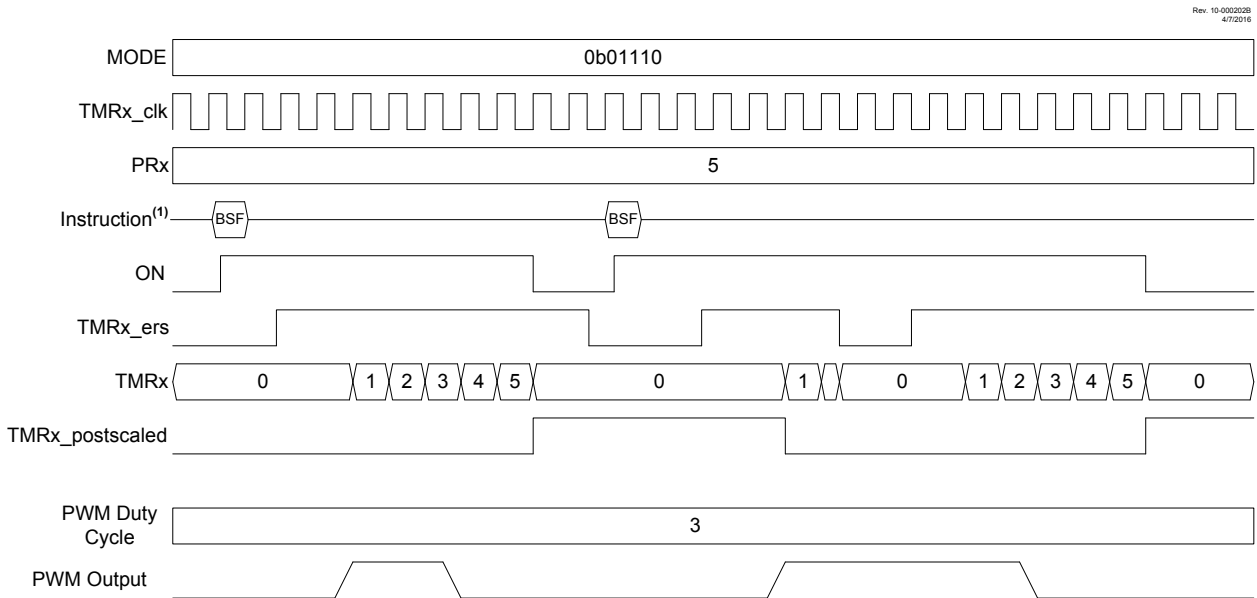 Rev. 10-000202B
4/7/2016
MODE 0b01110
TMRx_clk
PRx 5
Instruction(1) BSF BSF
ON
TMRx_ers
TMRx 0 1 2 3 4 5 0 1 0 1 2 3 4 5 0
TMRx_postscaled
PWM Duty
Cycle 3
PWM Output